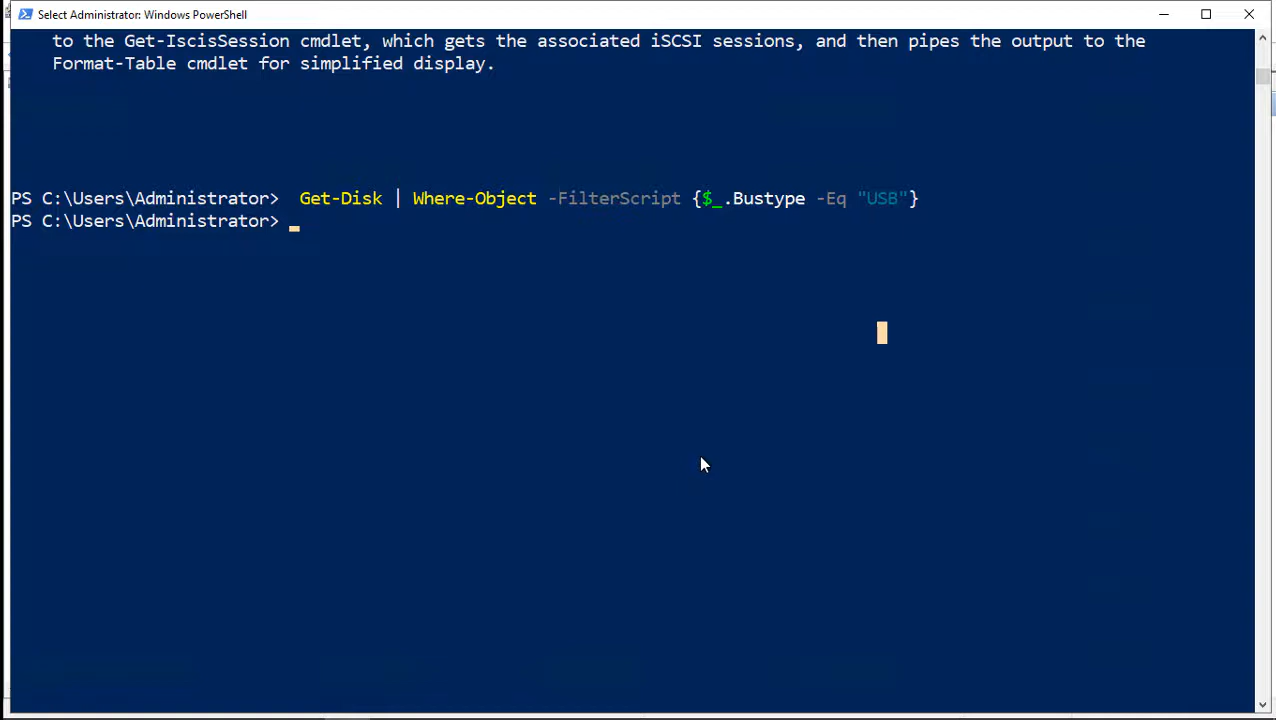 Select Administrator: Windows PowerShell
to the Get-IscisSession cmdlet, which gets the associated iSCSI sessions, and then pipes the output to the
Format-Table cmdlet for simplified display.
PS C:\Users\Administrator>  Get-Disk | Where-Object -FilterScript {$_.Bustype -Eq "USB"}
PS C:\Users\Administrator>